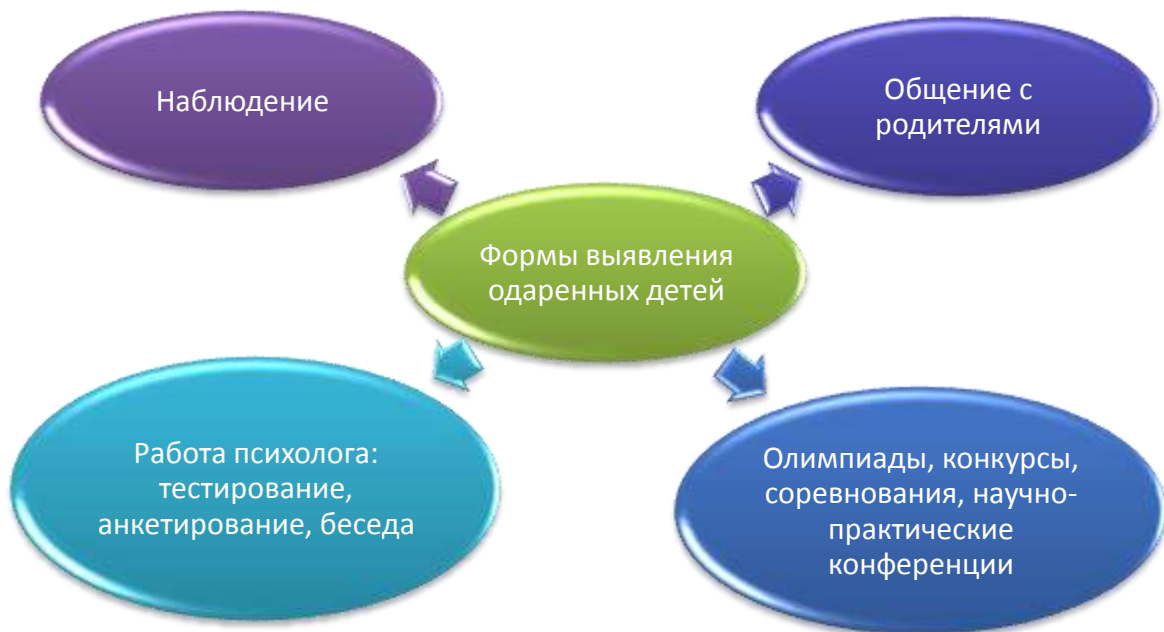 Наблюдение
Общение с
родителями
Формы выявления
одаренных детей
Работа психолога:
тестирование,
анкетирование, беседа
Олимпиады, конкурсы,
соревнования, научно-
практические
конференции